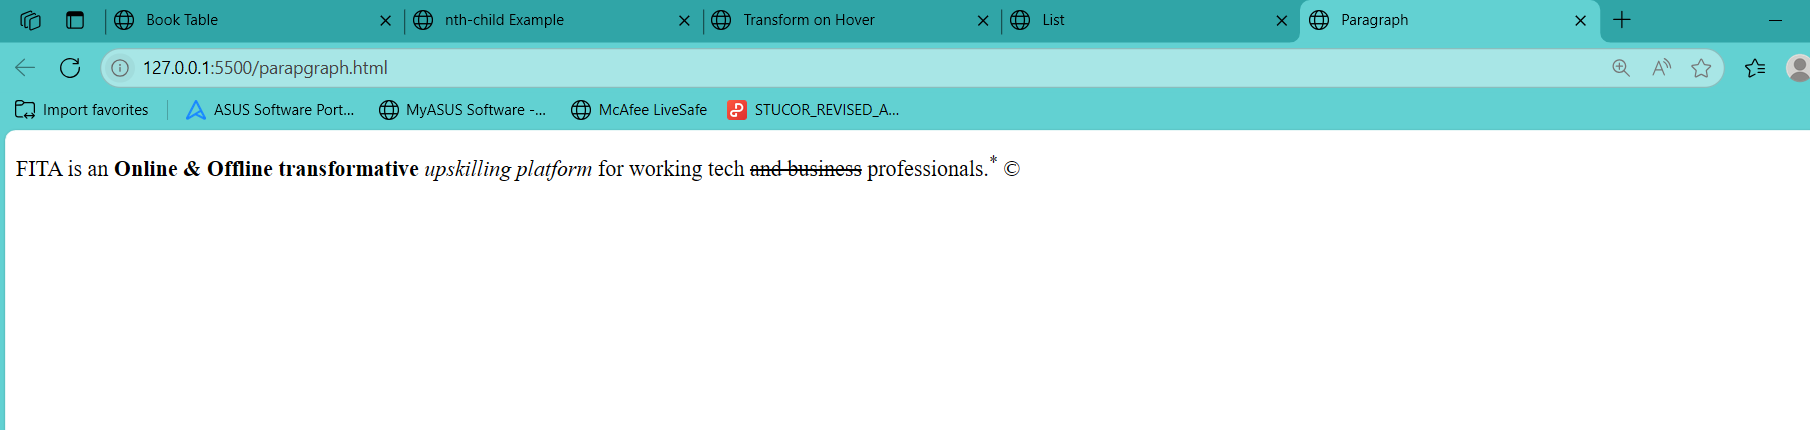 Book Table
nth-child Example
Transform on Hover
List
Paragraph
127.0.0.1:5500/parapgraph.html
Import favorites
ASUS Software Port...
MyASUS Software -...
McAfee LiveSafe
STUCOR_REVISED_A...
FITA is an Online & Offline transformative upskilling platform for working tech and business professionals.* ©